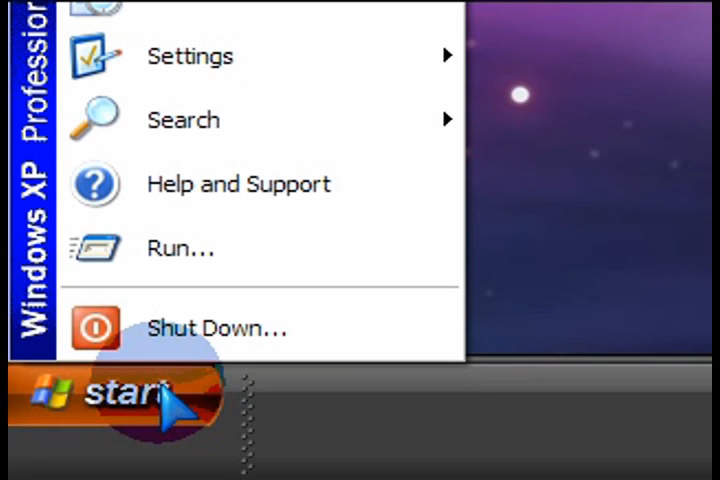 Windows XP Professional
Settings
Search
Help and Support
Run...
Shut Down...
start